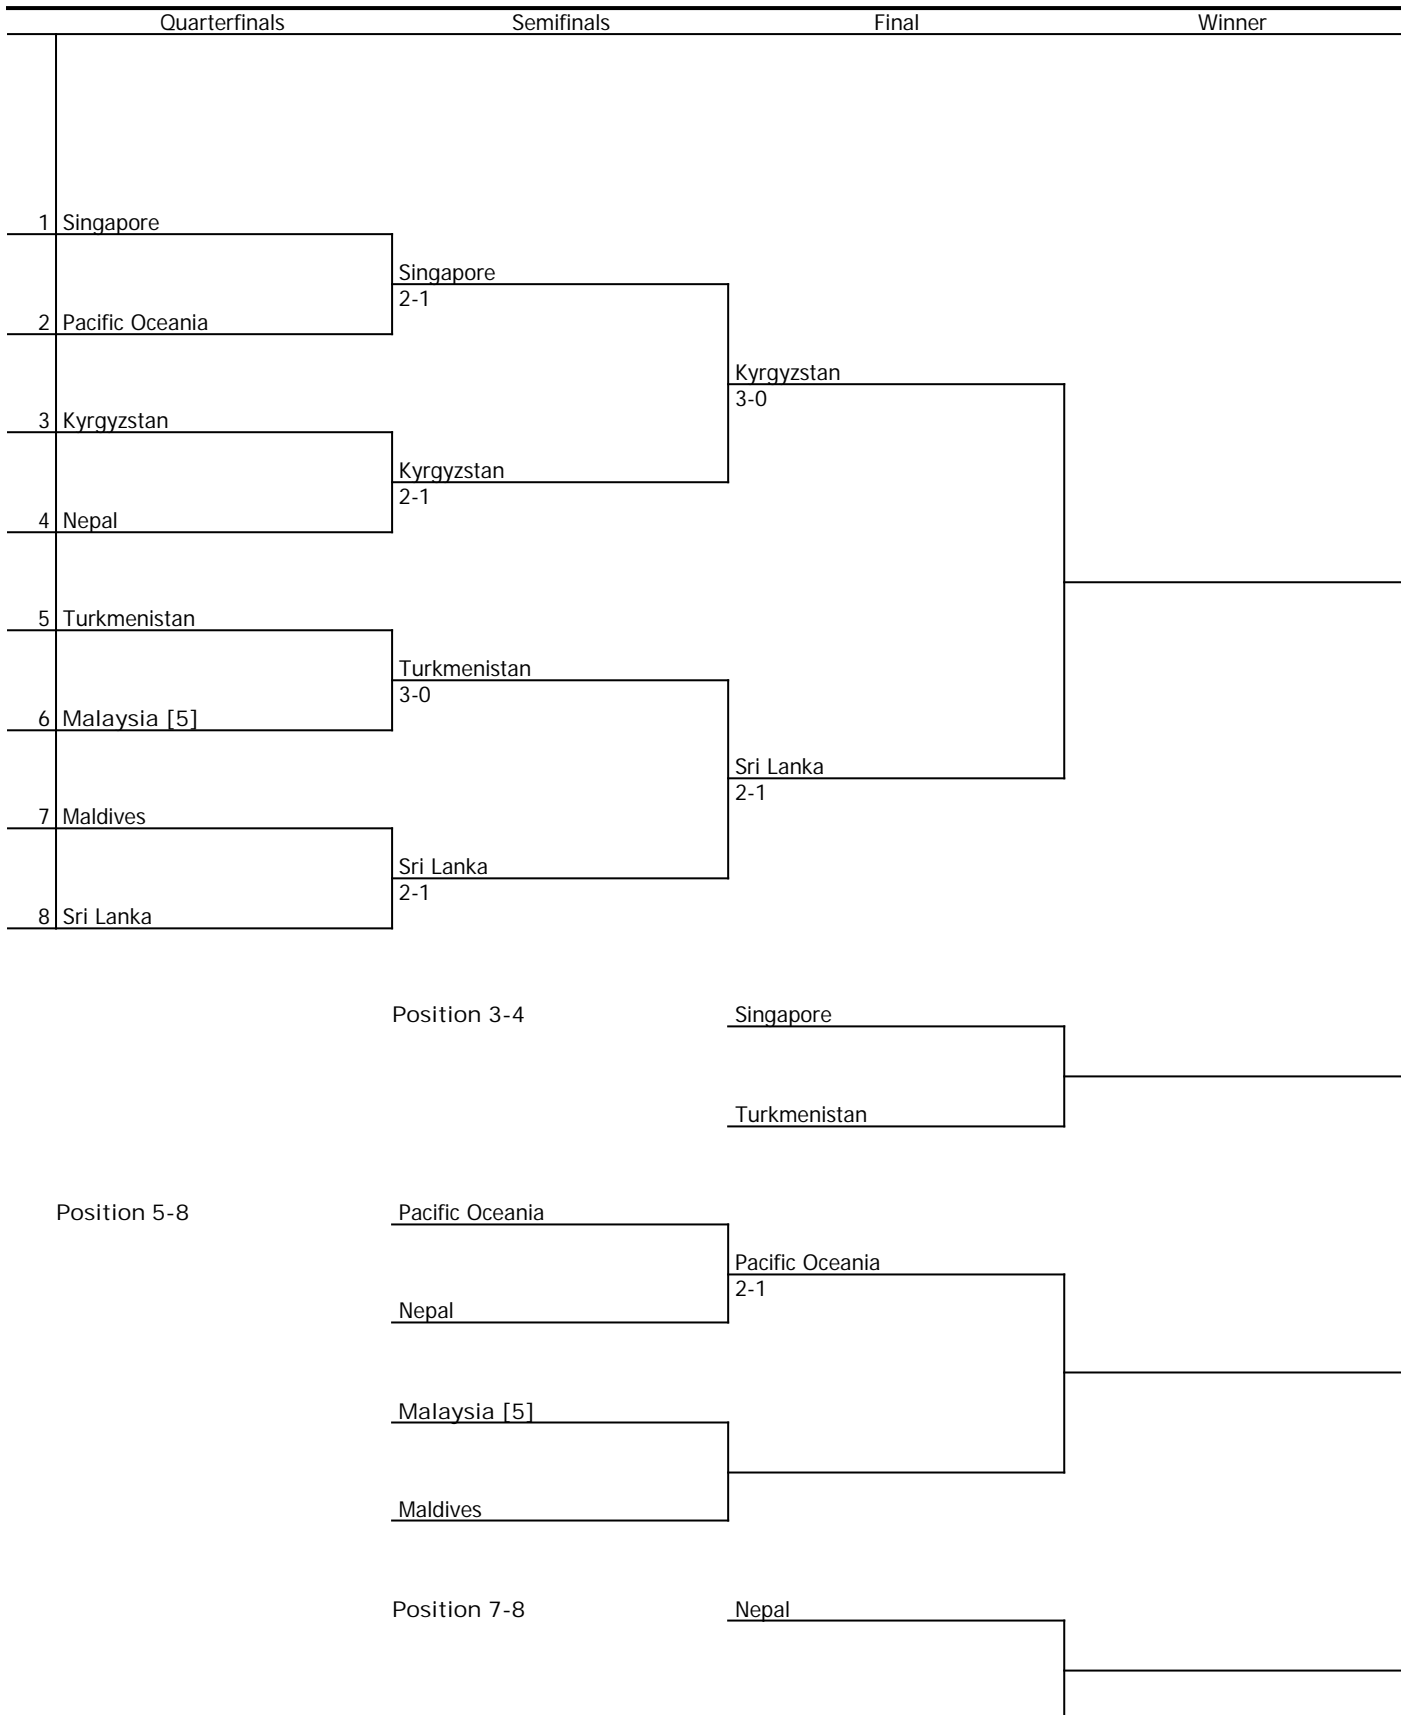 Quarterfinals Semifinals Final Winner
1 Singapore
Singapore
2-1
2 Pacific Oceania
Kyrgyzstan
3-0
3 Kyrgyzstan
Kyrgyzstan
2-1
4 Nepal
5 Turkmenistan
Turkmenistan
3-0
6 Malaysia [5]
Sri Lanka
2-1
7 Maldives
Sri Lanka
2-1
8 Sri Lanka
Position 3-4 Singapore
Turkmenistan
Position 5-8 Pacific Oceania
Pacific Oceania
2-1
Nepal
Malaysia [5]
Maldives
Position 7-8 Nepal